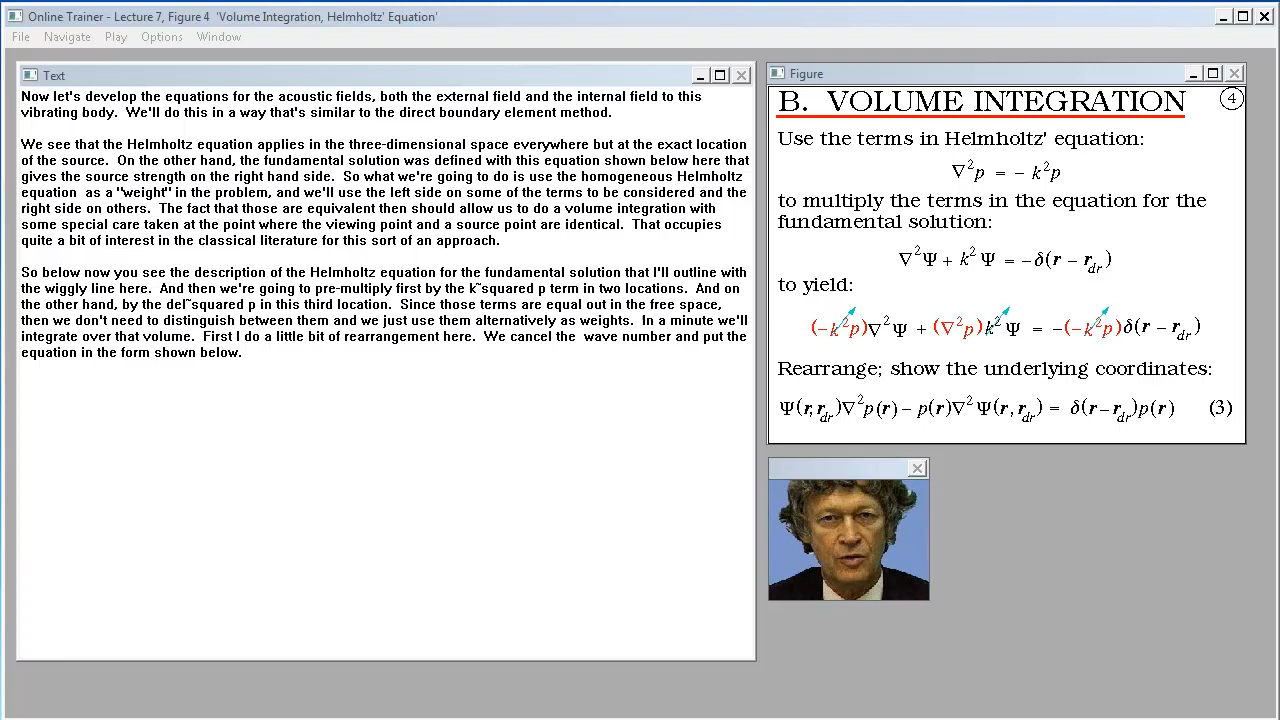 Online Trainer - Lecture 7, Figure 4 'Volume Integration, Helmholtz' Equation'
File Navigate Play Options Window
Text
Now let's develop the equations for the acoustic fields, both the external field and the internal field to this
vibrating body. We'll do this in a way that's similar to the direct boundary element method.
We see that the Helmholtz equation applies in the three-dimensional space everywhere but at the exact location
of the source. On the other hand, the fundamental solution was defined with this equation shown below here that
gives the source strength on the right hand side. So what we're going to do is use the homogeneous Helmholtz
equation as a "weight" in the problem, and we'll use the left side on some of the terms to be considered and the
right side on others. The fact that those are equivalent then should allow us to do a volume integration with
some special care taken at the point where the viewing point and a source point are identical. That occupies
quite a bit of interest in the classical literature for this sort of an approach.
So below now you see the description of the Helmholtz equation for the fundamental solution that I'll outline with
the wiggly line here. And then we're going to pre-multiply first by the k~squared p term in two locations. And on
the other hand, by the del~squared p in this third location. Since those terms are equal out in the free space,
then we don't need to distinguish between them and we just use them alternatively as weights. In a minute we'll
integrate over that volume. First I do a little bit of rearrangement here. We cancel the wave number and put the
equation in the form shown below.
Figure
B. VOLUME INTEGRATION ④
Use the terms in Helmholtz' equation:
∇²p = − k²p
to multiply the terms in the equation for the
fundamental solution:
∇²Ψ + k²Ψ = −δ(r − r_dr)
to yield:
(−k²p)∇²Ψ + (∇²p)k²Ψ = −(−k²p)δ(r − r_dr)
Rearrange; show the underlying coordinates:
Ψ(r,r_dr)∇²p(r) − p(r)∇²Ψ(r,r_dr) = δ(r−r_dr)p(r) (3)